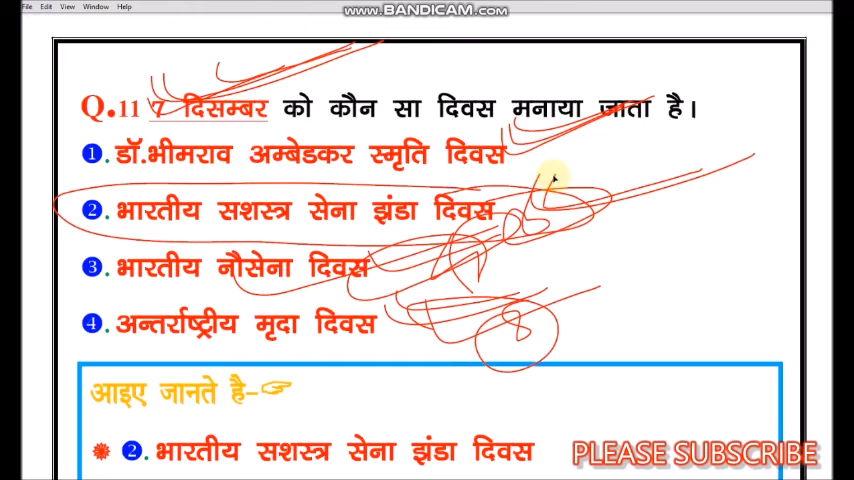 www.BANDICAM.com
File Edit View Window Help
Q.11 7 दिसम्बर को कौन सा दिवस मनाया जाता है।
1. डॉ.भीमराव अम्बेडकर स्मृति दिवस
2. भारतीय सशस्त्र सेना झंडा दिवस
3. भारतीय नौसेना दिवस
4. अन्तर्राष्ट्रीय मृदा दिवस
8
आइए जानते है-
2. भारतीय सशस्त्र सेना झंडा दिवस
PLEASE SUBSCRIBE